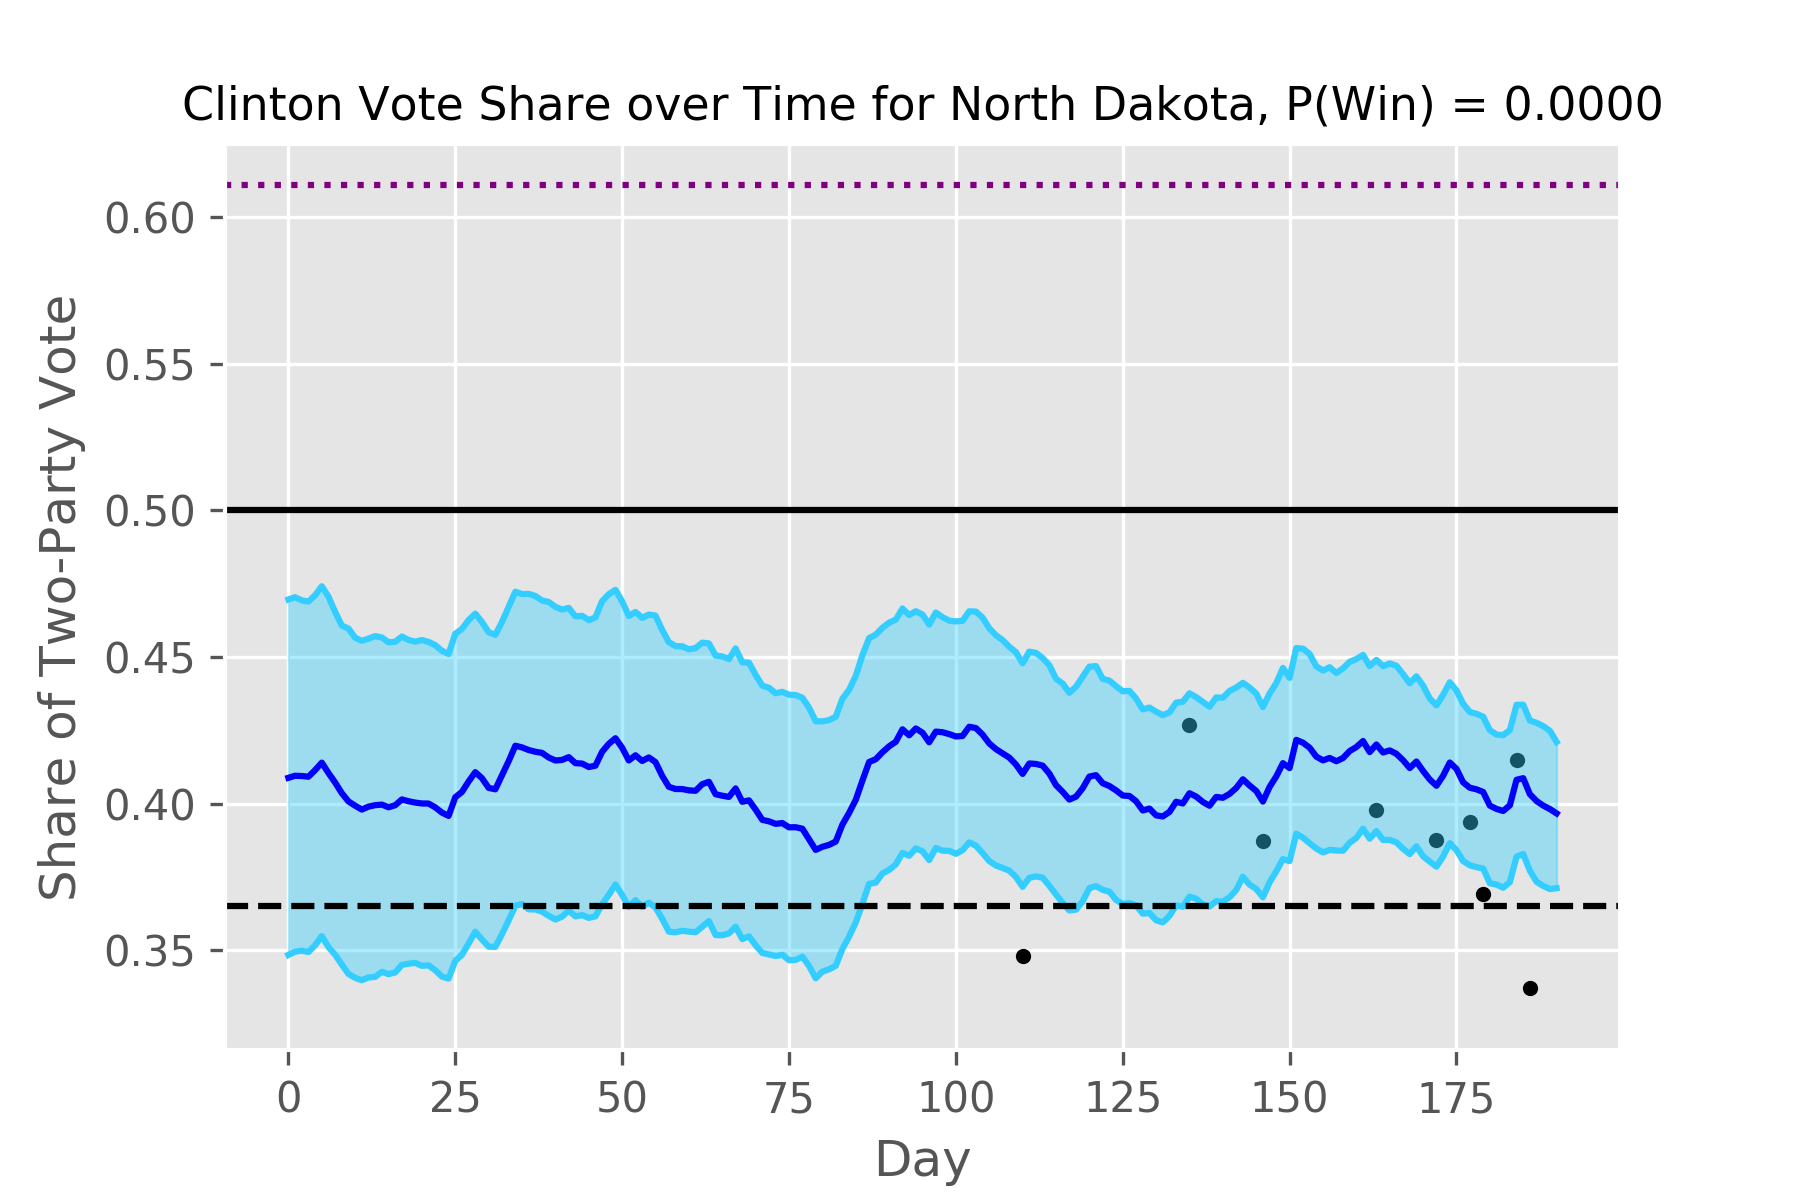 Clinton Vote Share over Time for North Dakota, P(Win) = 0.0000
Share of Two-Party Vote
0.60
0.55
0.50
0.45
0.40
0.35
0 25 50 75 100 125 150 175
Day